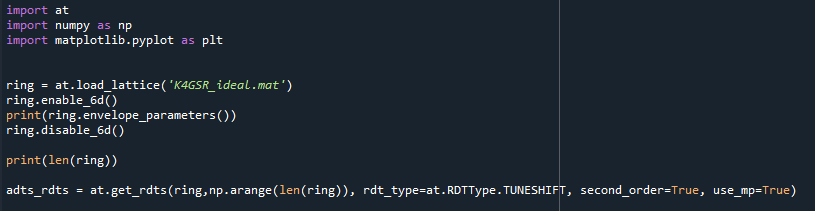 import at
import numpy as np
import matplotlib.pyplot as plt
ring = at.load_lattice('K4GSR_ideal.mat')
ring.enable_6d()
print(ring.envelope_parameters())
ring.disable_6d()
print(len(ring))
adts_rdts = at.get_rdts(ring,np.arange(len(ring)), rdt_type=at.RDTType.TUNESHIFT, second_order=True, use_mp=True)